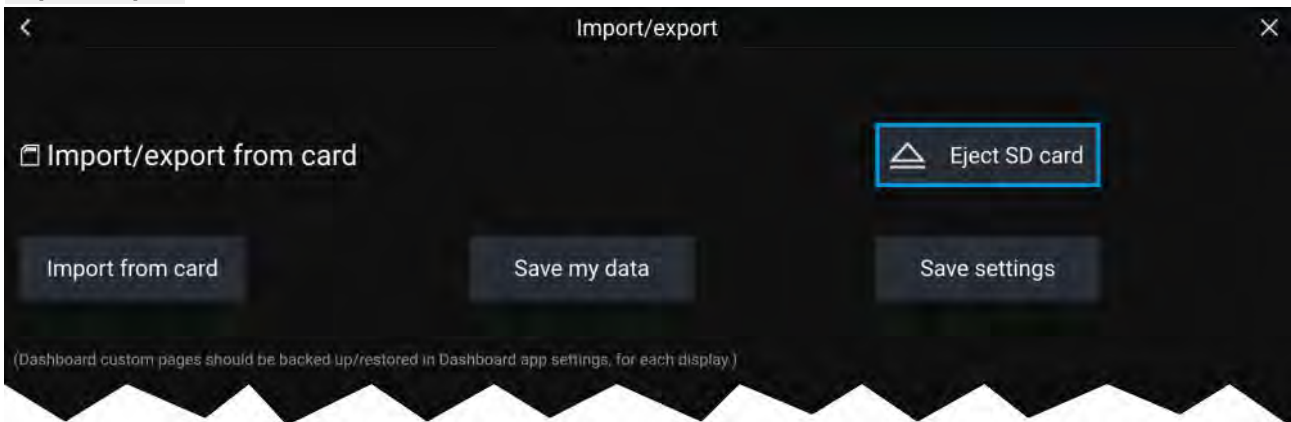 Import/export
Import/export from card
Eject SD card
Import from card
Save my data
Save settings
(Dashboard custom pages should be backed up/restored in Dashboard app settings, for each display.)